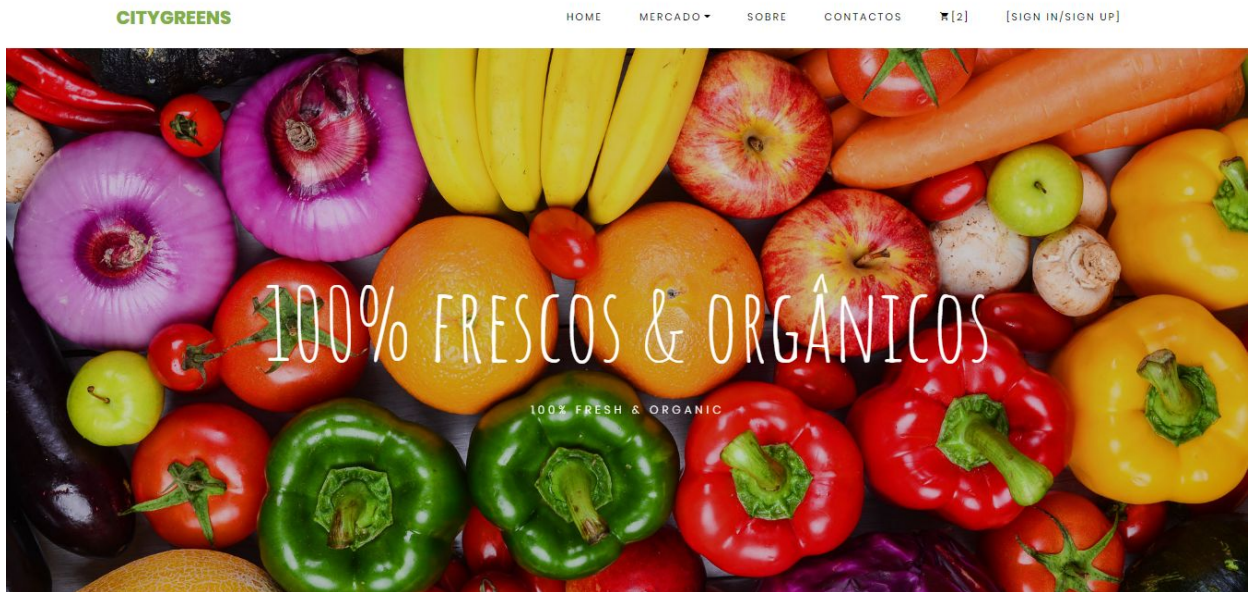 CITYGREENS
HOME MERCADO SOBRE CONTACTOS [2] [SIGN IN/SIGN UP]
100% FRESCOS & ORGÂNICOS
100% FRESH & ORGANIC